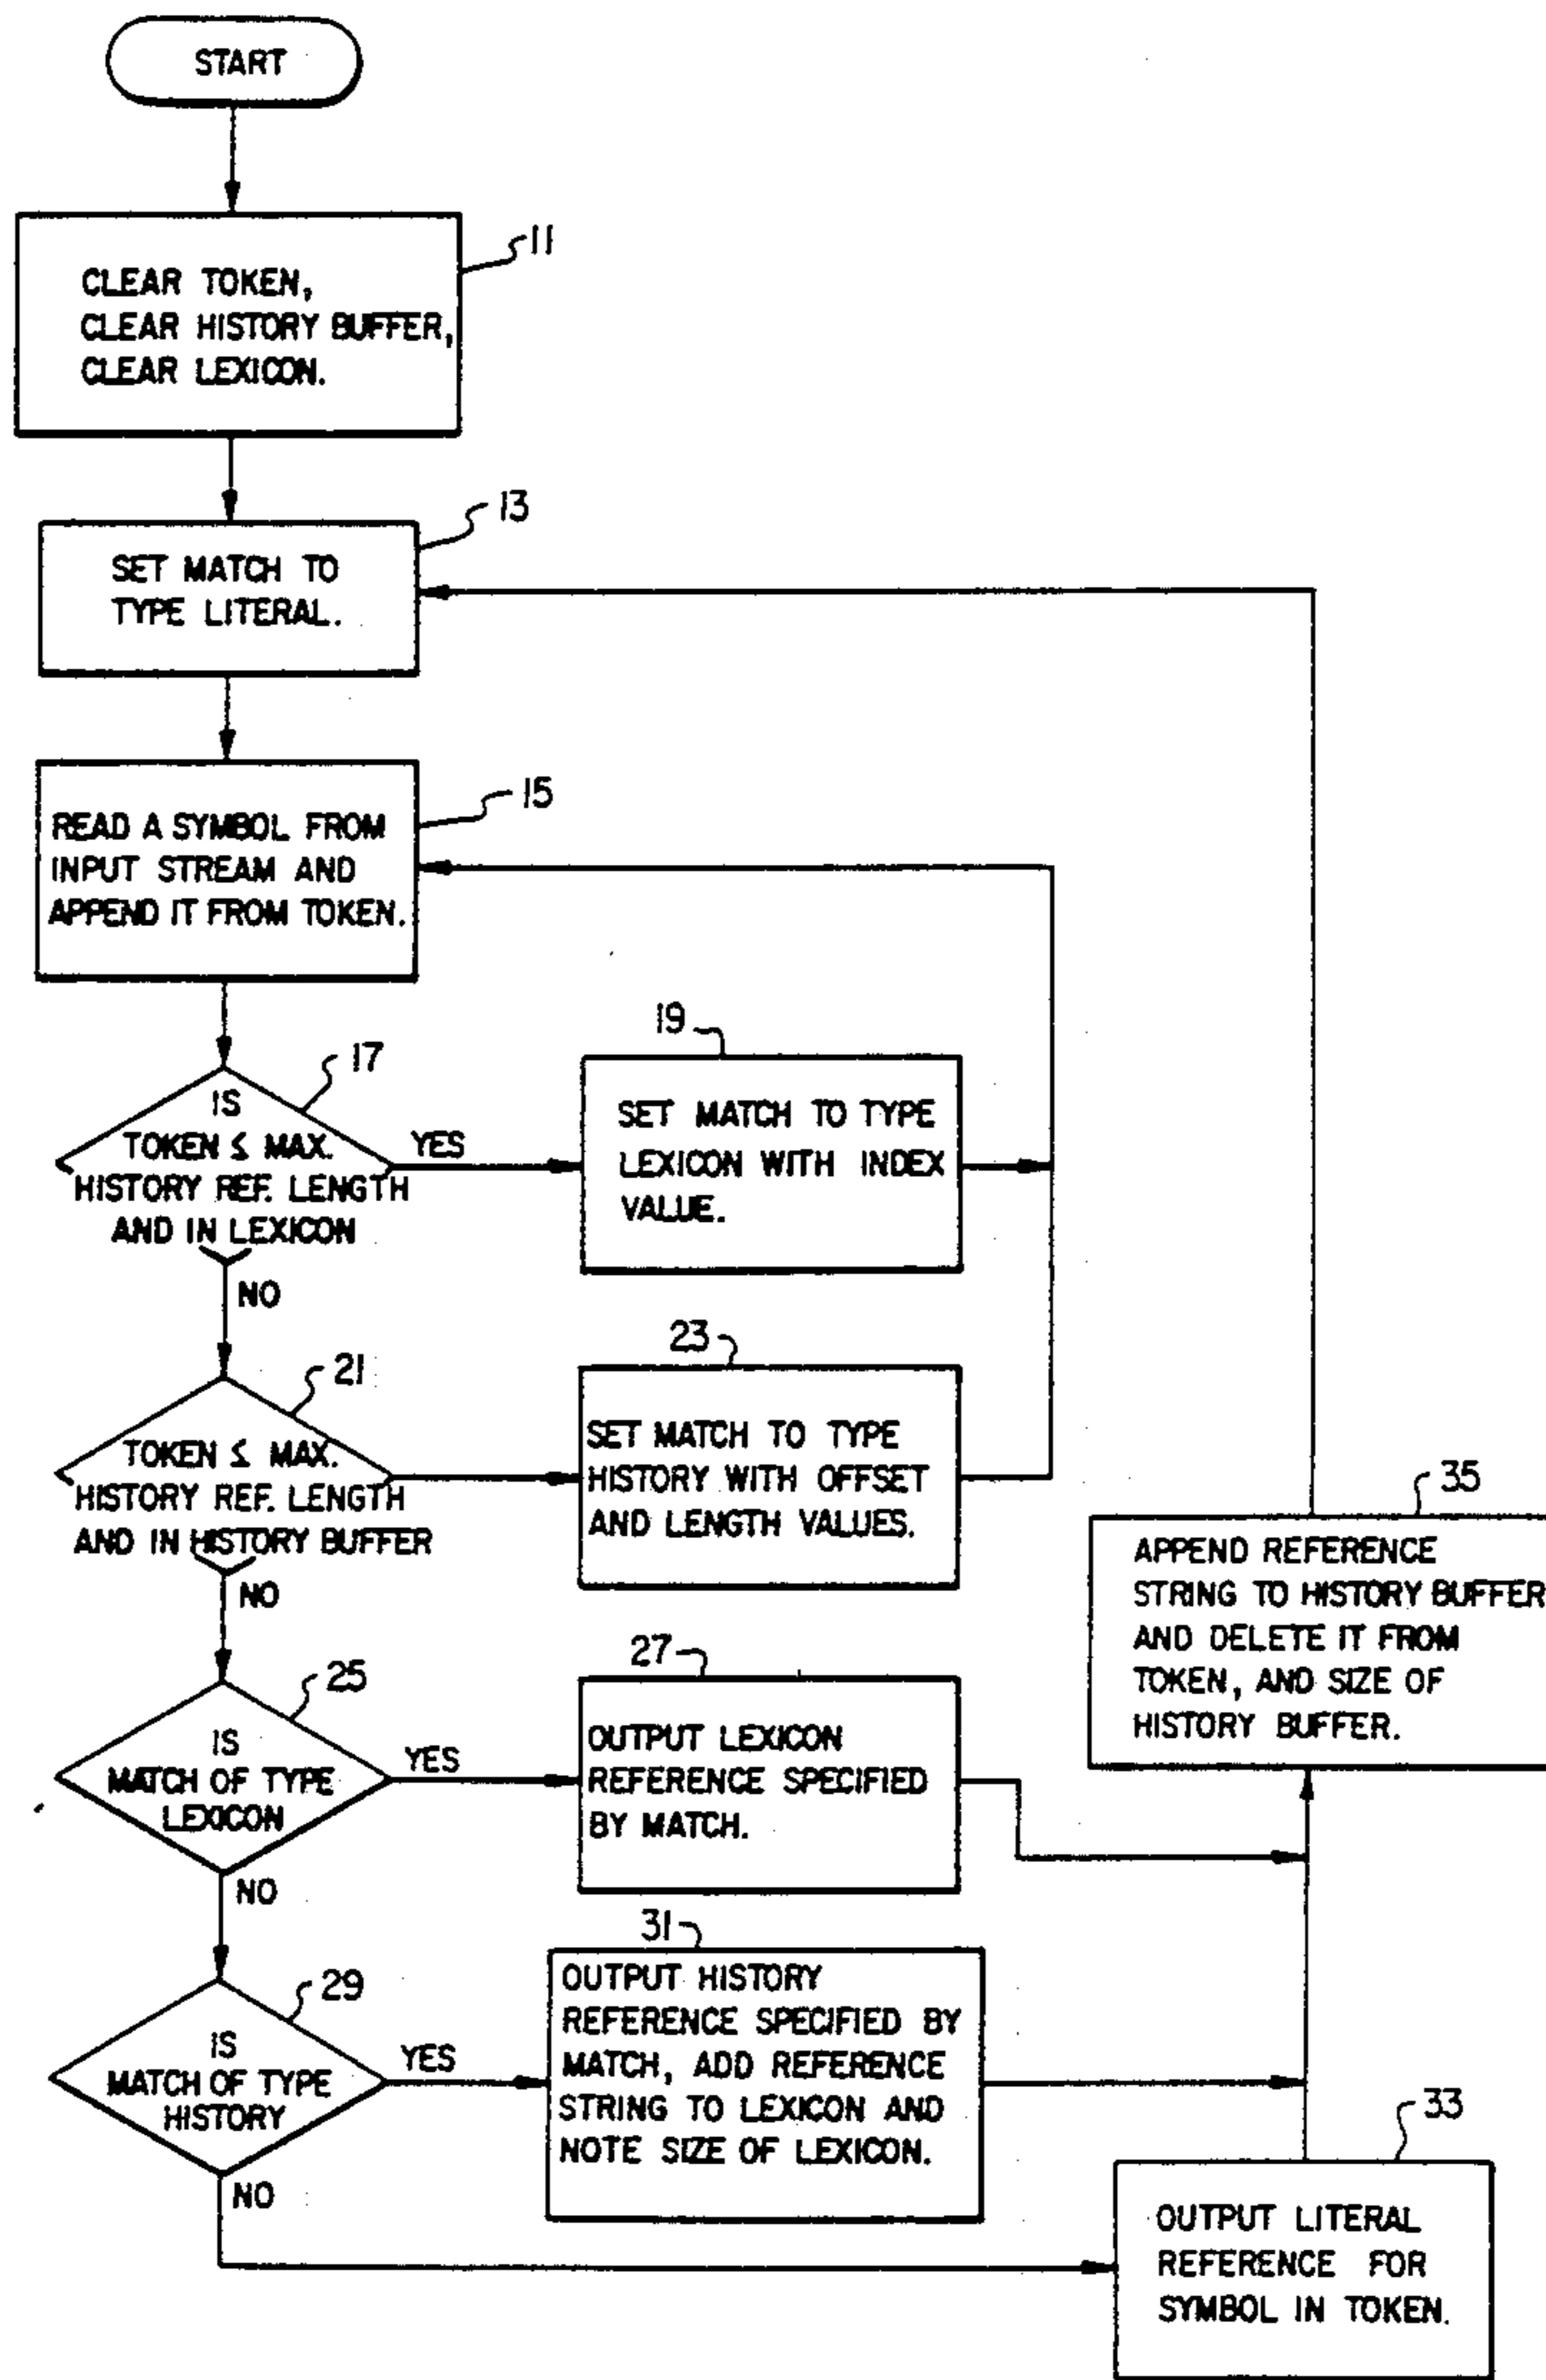 START
11
CLEAR TOKEN,
CLEAR HISTORY BUFFER,
CLEAR LEXICON.
13
SET MATCH TO
TYPE LITERAL.
15
READ A SYMBOL FROM
INPUT STREAM AND
APPEND IT FROM TOKEN.
17
IS
TOKEN ≤ MAX.
HISTORY REF. LENGTH
AND IN LEXICON
YES
NO
19
SET MATCH TO TYPE
LEXICON WITH INDEX
VALUE.
21
TOKEN ≤ MAX.
HISTORY REF. LENGTH
AND IN HISTORY BUFFER
NO
23
SET MATCH TO TYPE
HISTORY WITH OFFSET
AND LENGTH VALUES.
25
IS
MATCH OF TYPE
LEXICON
YES
NO
27
OUTPUT LEXICON
REFERENCE SPECIFIED
BY MATCH.
29
IS
MATCH OF TYPE
HISTORY
YES
NO
31
OUTPUT HISTORY
REFERENCE SPECIFIED BY
MATCH, ADD REFERENCE
STRING TO LEXICON AND
NOTE SIZE OF LEXICON.
33
OUTPUT LITERAL
REFERENCE FOR
SYMBOL IN TOKEN.
35
APPEND REFERENCE
STRING TO HISTORY BUFFER
AND DELETE IT FROM
TOKEN, AND SIZE OF
HISTORY BUFFER.